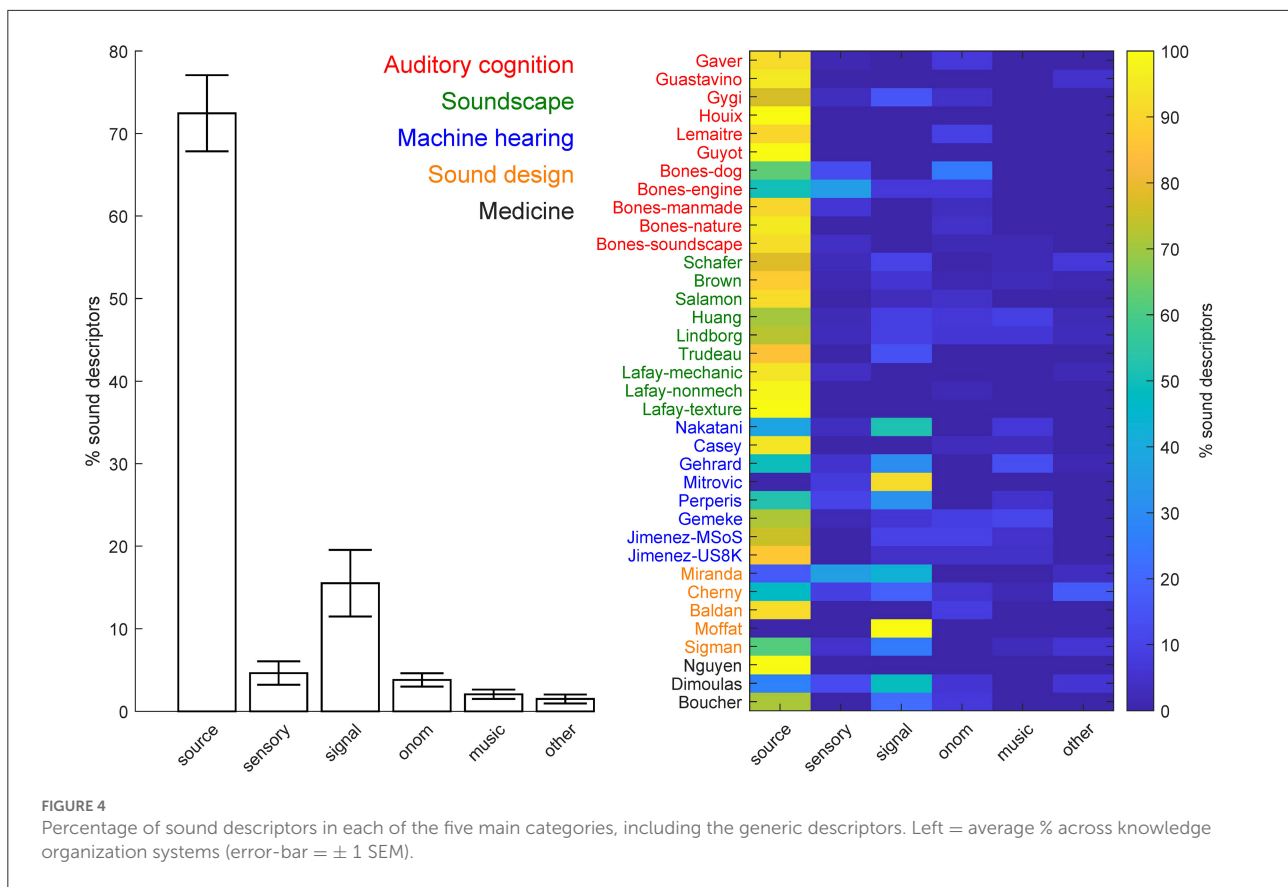 80
70
60
50
40
30
20
10
0
% sound descriptors
source
sensory
signal
onom
music
other
Auditory cognition
Soundscape
Machine hearing
Sound design
Medicine
Gaver
Guastavino
Gygi
Houix
Lemaitre
Guyot
Bones-dog
Bones-engine
Bones-manmade
Bones-nature
Bones-soundscape
Schafer
Brown
Salamon
Huang
Lindborg
Trudeau
Lafay-mechanic
Lafay-nonmech
Lafay-texture
Nakatani
Casey
Gehrard
Mitrovic
Perperis
Gemeke
Jimenez-MSoS
Jimenez-US8K
Miranda
Cherny
Baldan
Moffat
Sigman
Nguyen
Dimoulas
Boucher
source
sensory
signal
onom
music
other
100
90
80
70
60
50
40
30
20
10
0
% sound descriptors
FIGURE 4
Percentage of sound descriptors in each of the five main categories, including the generic descriptors. Left = average % across knowledge
organization systems (error-bar = ± 1 SEM).